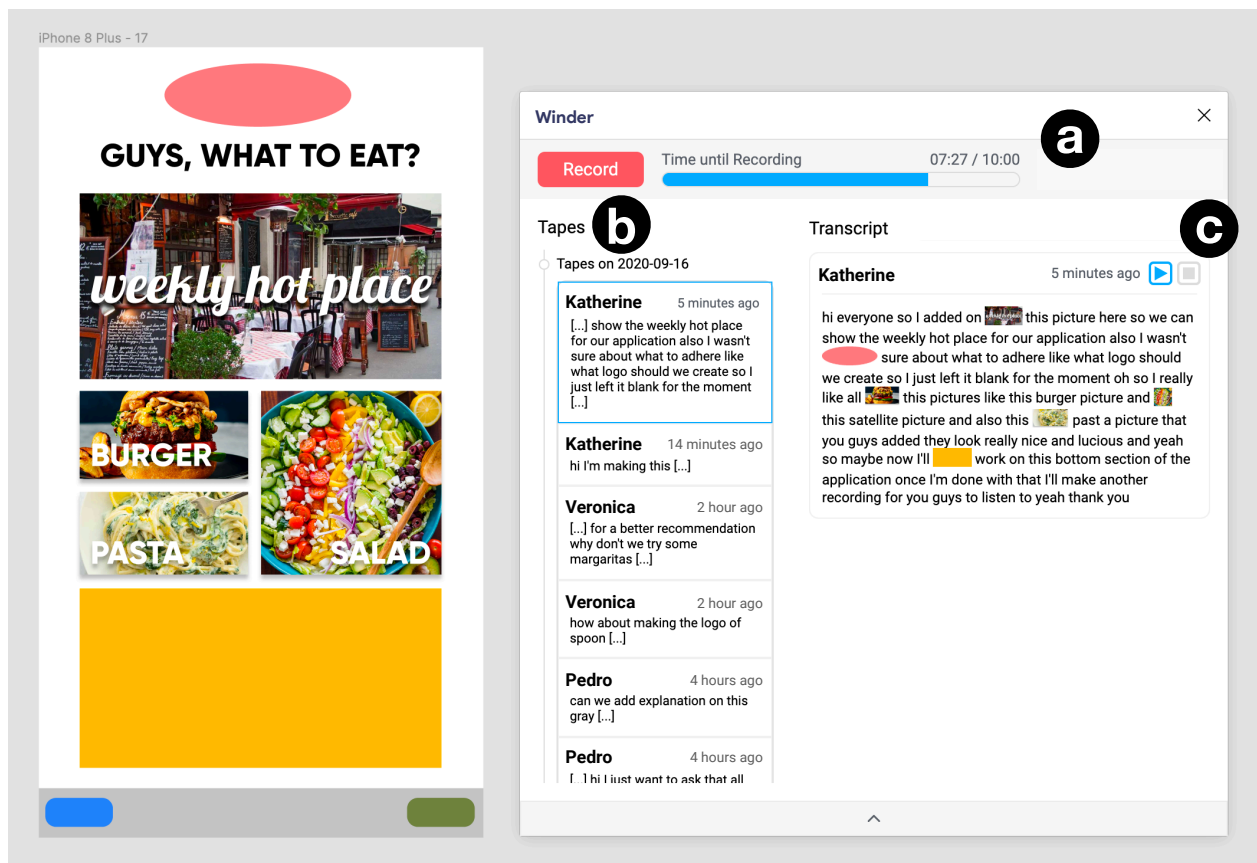 iPhone 8 Plus - 17
GUYS, WHAT TO EAT?
weekly hot place
BURGER
PASTA
SALAD
Winder
a
Record
Time until Recording
07:27 / 10:00
Tapes
b
Tapes on 2020-09-16
Katherine
5 minutes ago
[...] show the weekly hot place
for our application also I wasn't
sure about what to adhere like
what logo should we create so I
just left it blank for the moment
[...]
Katherine
14 minutes ago
hi I'm making this [...]
Veronica
2 hour ago
[...] for a better recommendation
why don't we try some
margaritas [...]
Veronica
2 hour ago
how about making the logo of
spoon [...]
Pedro
4 hours ago
can we add explanation on this
gray [...]
Pedro
4 hours ago
[...] hi I just want to ask that all
Transcript
c
Katherine
5 minutes ago
hi everyone so I added on this picture here so we can
show the weekly hot place for our application also I wasn't
sure about what to adhere like what logo should
we create so I just left it blank for the moment oh so I really
like all this pictures like this burger picture and
this satellite picture and also this past a picture that
you guys added they look really nice and lucious and yeah
so maybe now I'll work on this bottom section of the
application once I'm done with that I'll make another
recording for you guys to listen to yeah thank you